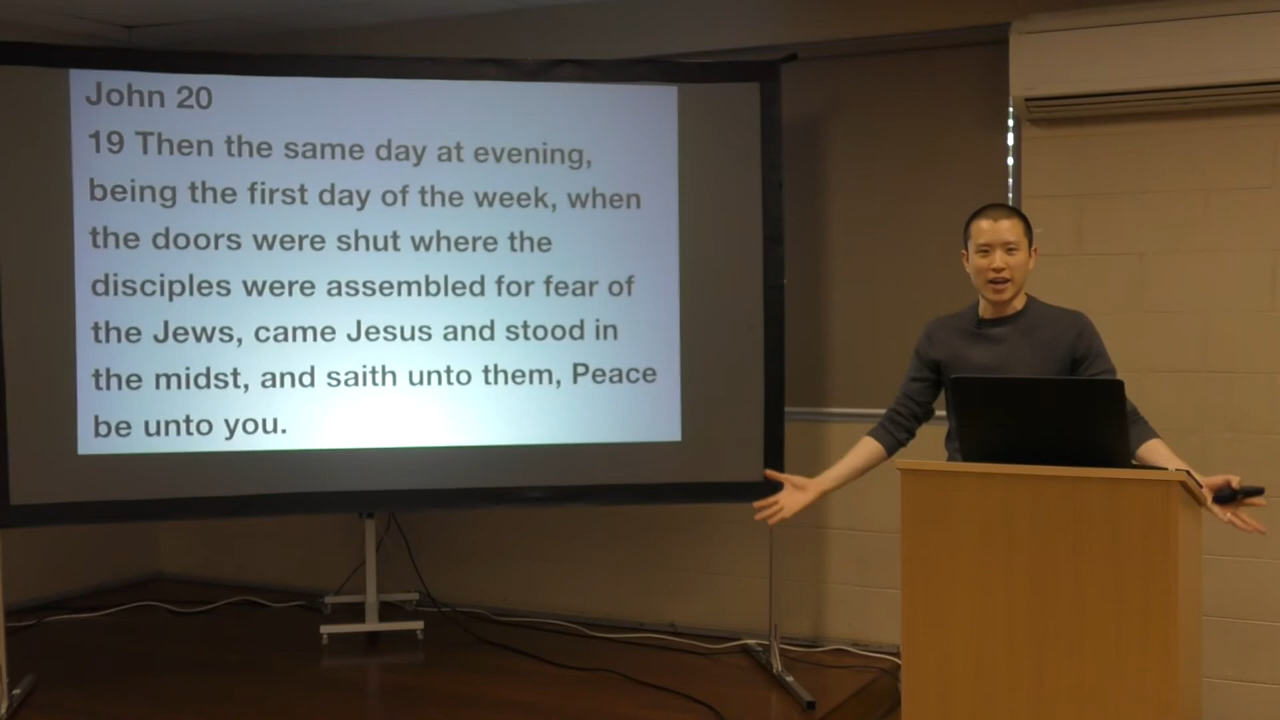 John 20
19 Then the same day at evening,
being the first day of the week, when
the doors were shut where the
disciples were assembled for fear of
the Jews, came Jesus and stood in
the midst, and saith unto them, Peace
be unto you.